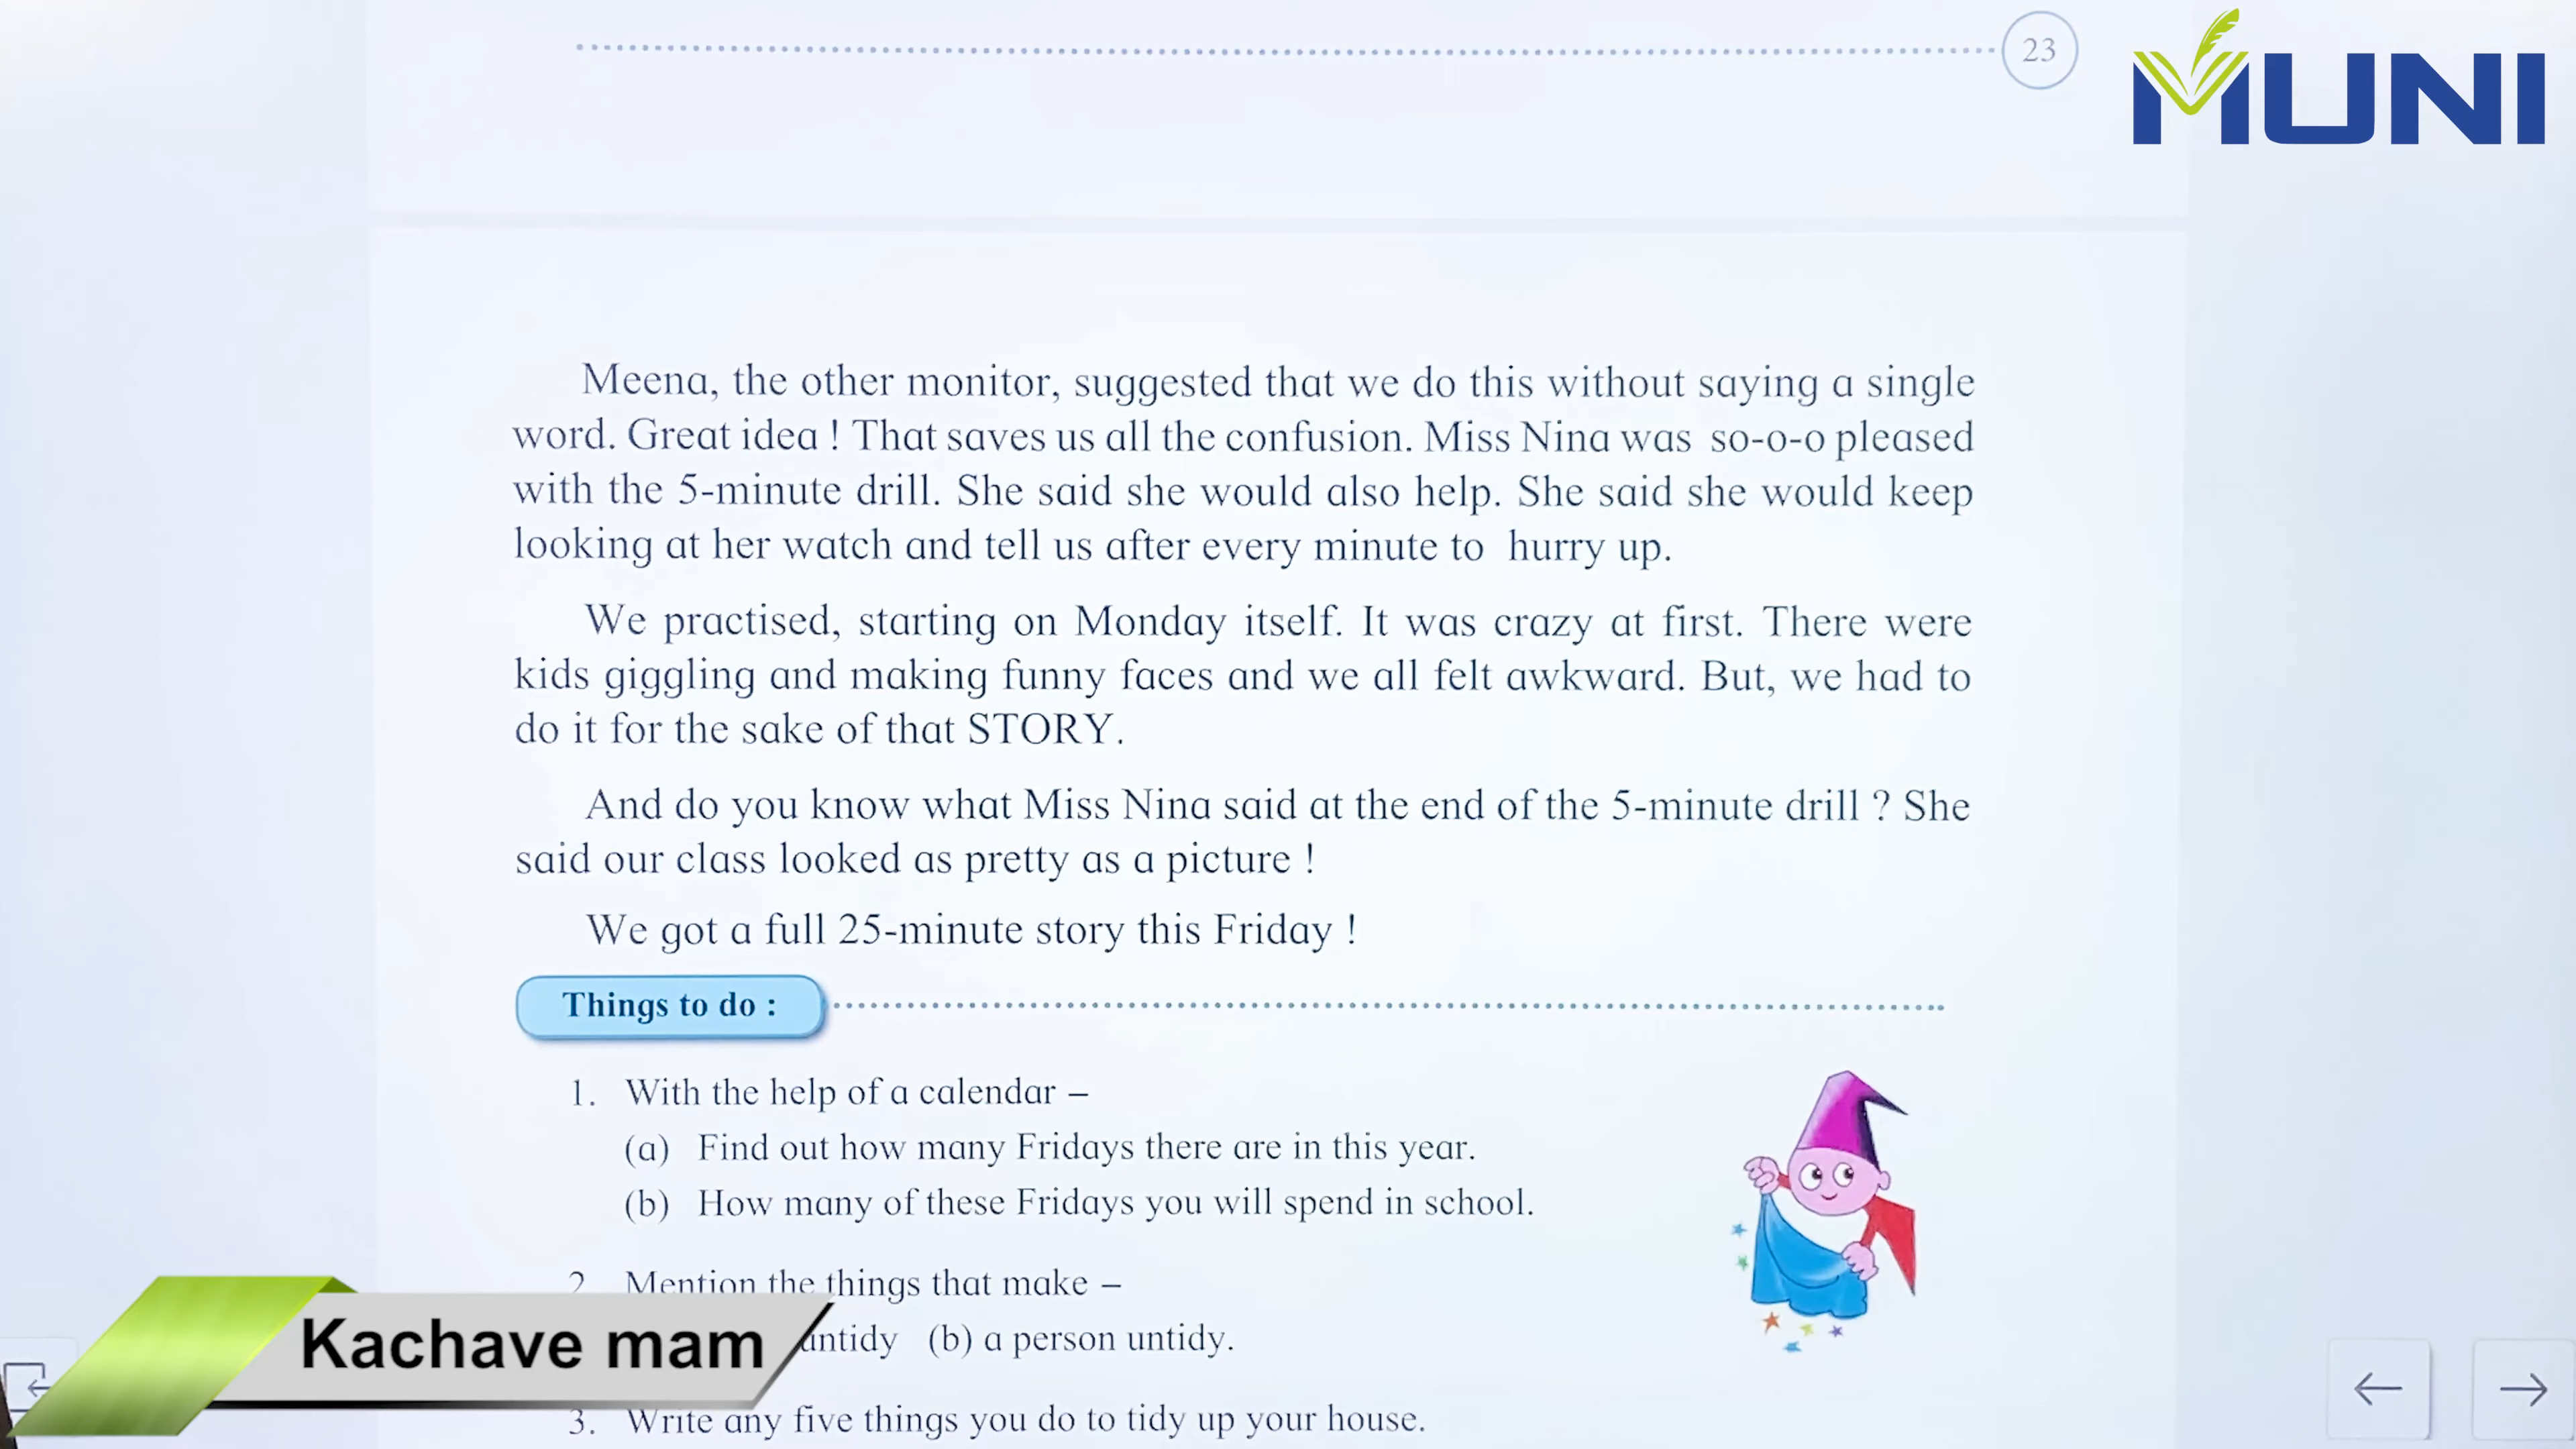 23
MUNI
Meena, the other monitor, suggested that we do this without saying a single
word. Great idea ! That saves us all the confusion. Miss Nina was so-o-o pleased
with the 5-minute drill. She said she would also help. She said she would keep
looking at her watch and tell us after every minute to hurry up.
We practised, starting on Monday itself. It was crazy at first. There were
kids giggling and making funny faces and we all felt awkward. But, we had to
do it for the sake of that STORY.
And do you know what Miss Nina said at the end of the 5-minute drill ? She
said our class looked as pretty as a picture !
We got a full 25-minute story this Friday !
Things to do :
1. With the help of a calendar –
(a) Find out how many Fridays there are in this year.
(b) How many of these Fridays you will spend in school.
2. Mention the things that make –
untidy (b) a person untidy.
Kachave mam
3. Write any five things you do to tidy up your house.